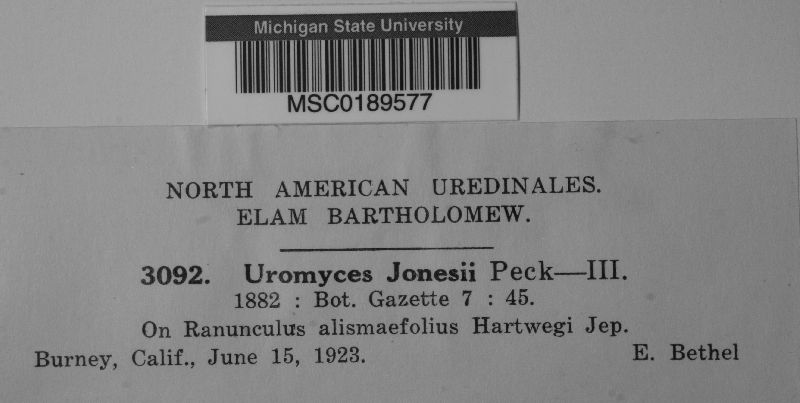 Michigan State University
MSC0189577
NORTH AMERICAN UREDINALES.
ELAM BARTHOLOMEW.
3092. Uromyces Jonesii Peck—III.
1882 : Bot. Gazette 7 : 45.
On Ranunculus alismaefolius Hartwegi Jep.
Burney, Calif., June 15, 1923. E. Bethel